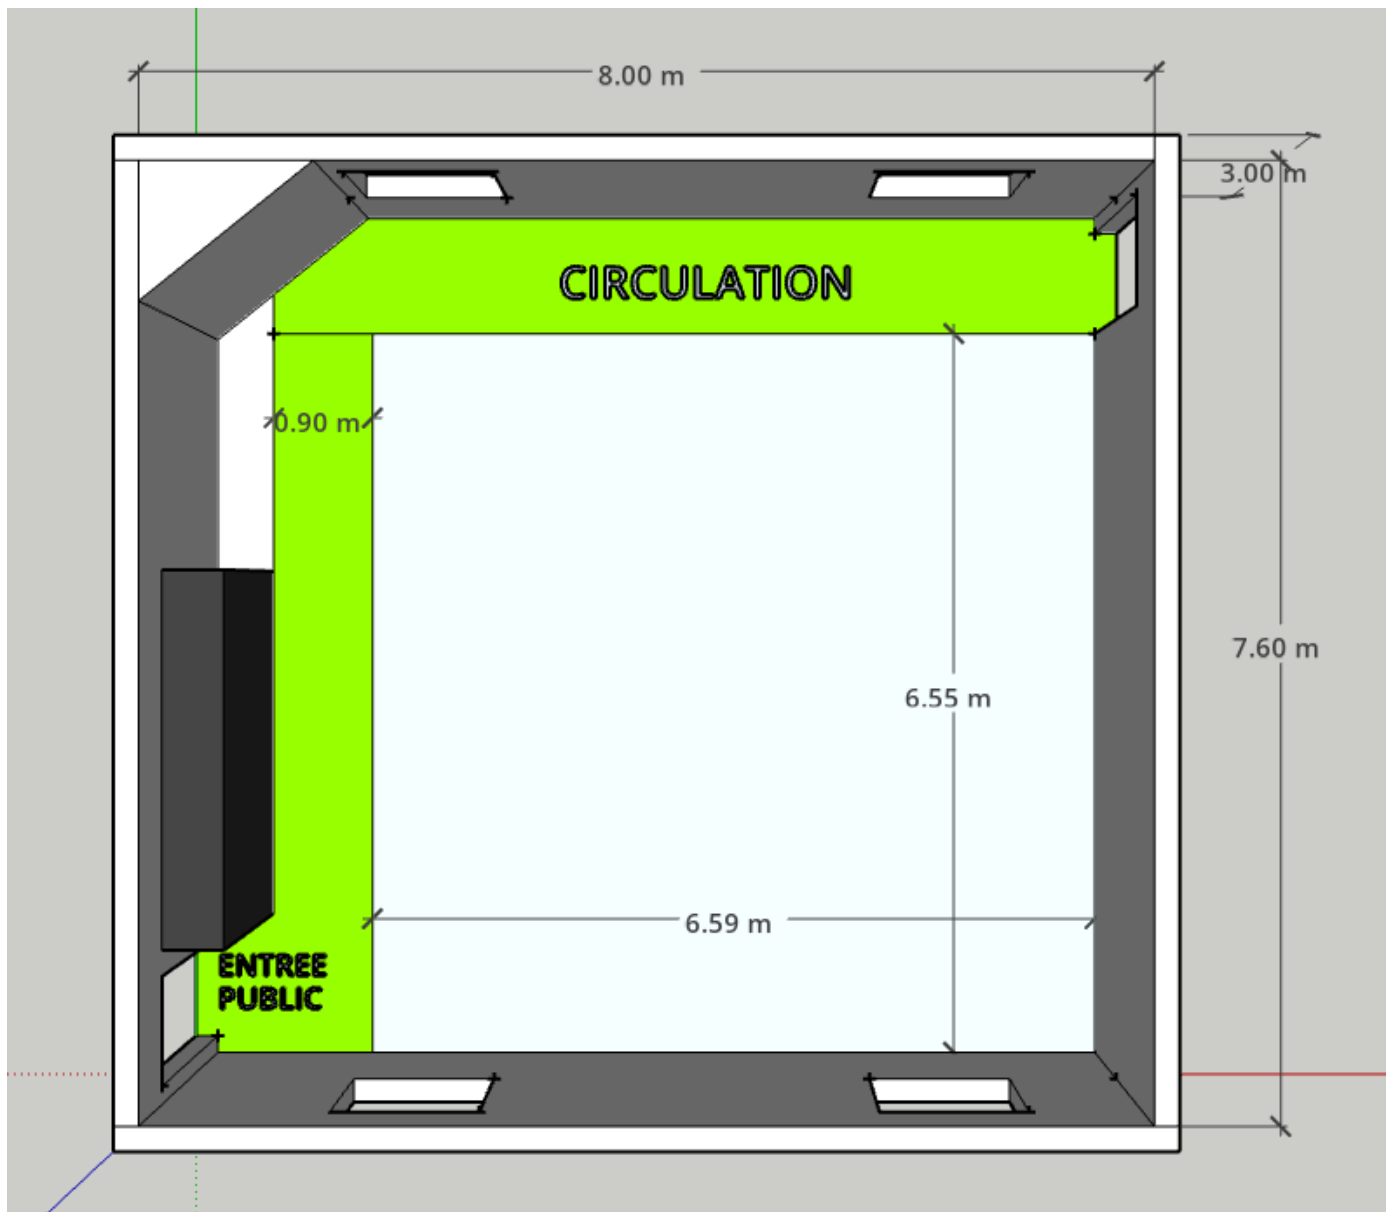 8.00 m
3.00 m
CIRCULATION
0.90 m
7.60 m
6.55 m
6.59 m
ENTREE
PUBLIC